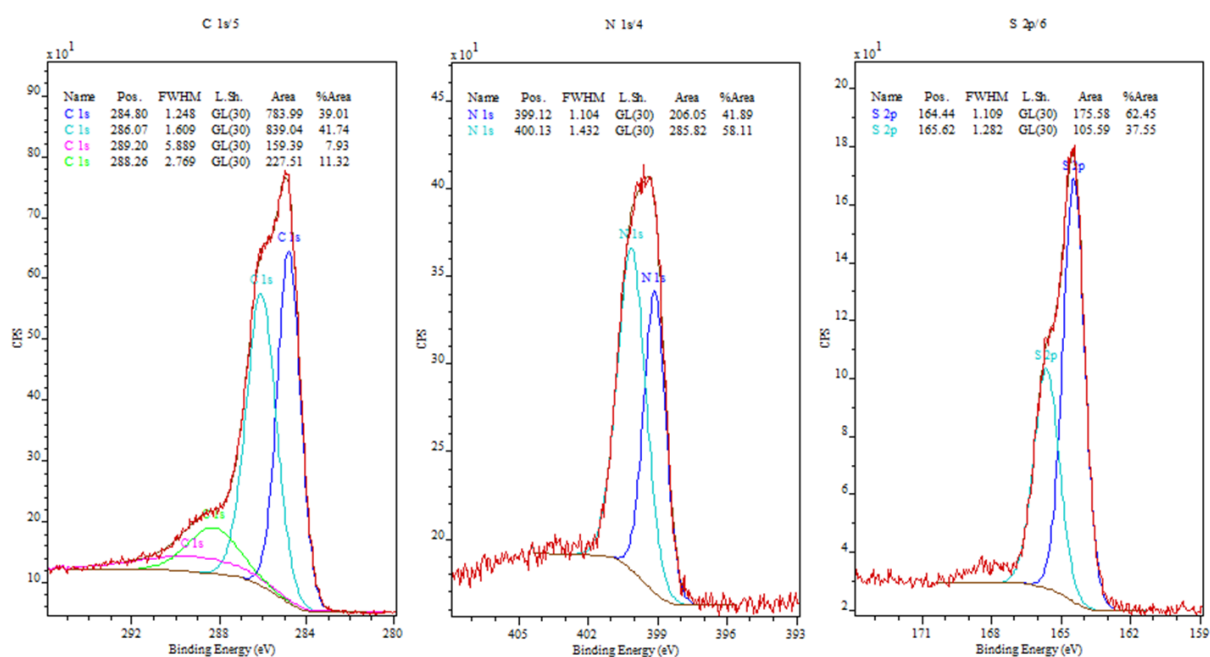 C 1s/5
x 10^1
Name Pos. FWHM L.Sh. Area %Area
C 1s 284.80 1.248 GL(30) 783.99 39.01
C 1s 286.07 1.609 GL(30) 839.04 41.74
C 1s 289.20 5.889 GL(30) 159.39 7.93
C 1s 288.26 2.769 GL(30) 227.51 11.32
C 1s
C 1s
C 1s
C 1s
90
80
70
60
50
40
30
20
10
CPS
292 288 284 280
Binding Energy (eV)
N 1s/4
x 10^1
Name Pos. FWHM L.Sh. Area %Area
N 1s 399.12 1.104 GL(30) 206.05 41.89
N 1s 400.13 1.432 GL(30) 285.82 58.11
N 1s
N 1s
45
40
35
30
25
20
CPS
405 402 399 396 393
Binding Energy (eV)
S 2p/6
x 10^1
Name Pos. FWHM L.Sh. Area %Area
S 2p 164.44 1.109 GL(30) 175.58 62.45
S 2p 165.62 1.282 GL(30) 105.59 37.55
S 2p
S 2p
20
18
16
14
12
10
8
6
4
2
CPS
171 168 165 162 159
Binding Energy (eV)